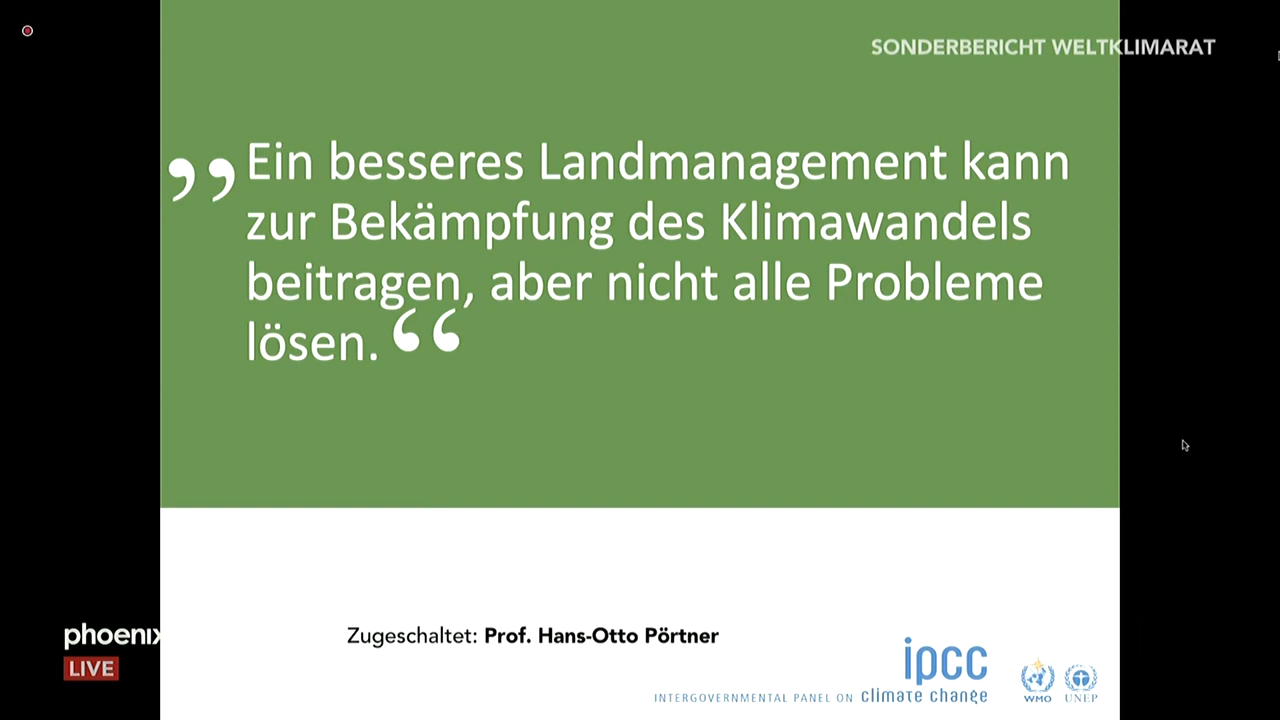 SONDERBERICHT WELTKLIMARAT
,,Ein besseres Landmanagement kann
zur Bekämpfung des Klimawandels
beitragen, aber nicht alle Probleme
lösen.“
Zugeschaltet: Prof. Hans-Otto Pörtner
phoenix
LIVE
ipcc
INTERGOVERNMENTAL PANEL ON climate change
WMO
UNEP